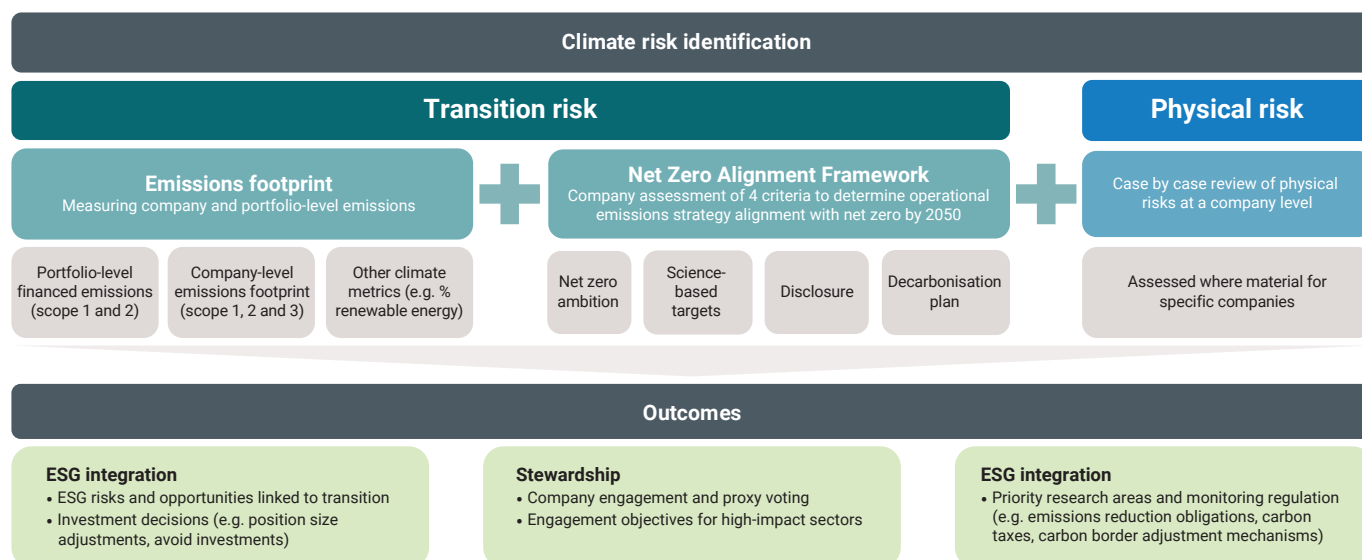 Climate risk identification
Transition risk
Physical risk
Emissions footprint
Measuring company and portfolio-level emissions
Net Zero Alignment Framework
Company assessment of 4 criteria to determine operational
emissions strategy alignment with net zero by 2050
Case by case review of physical
risks at a company level
Portfolio-level
financed emissions
(scope 1 and 2)
Company-level
emissions footprint
(scope 1, 2 and 3)
Other climate
metrics (e.g. %
renewable energy)
Net zero
ambition
Science-
based
targets
Disclosure
Decarbonisation
plan
Assessed where material for
specific companies
Outcomes
ESG integration
• ESG risks and opportunities linked to transition
• Investment decisions (e.g. position size
adjustments, avoid investments)
Stewardship
• Company engagement and proxy voting
• Engagement objectives for high-impact sectors
ESG integration
• Priority research areas and monitoring regulation
(e.g. emissions reduction obligations, carbon
taxes, carbon border adjustment mechanisms)